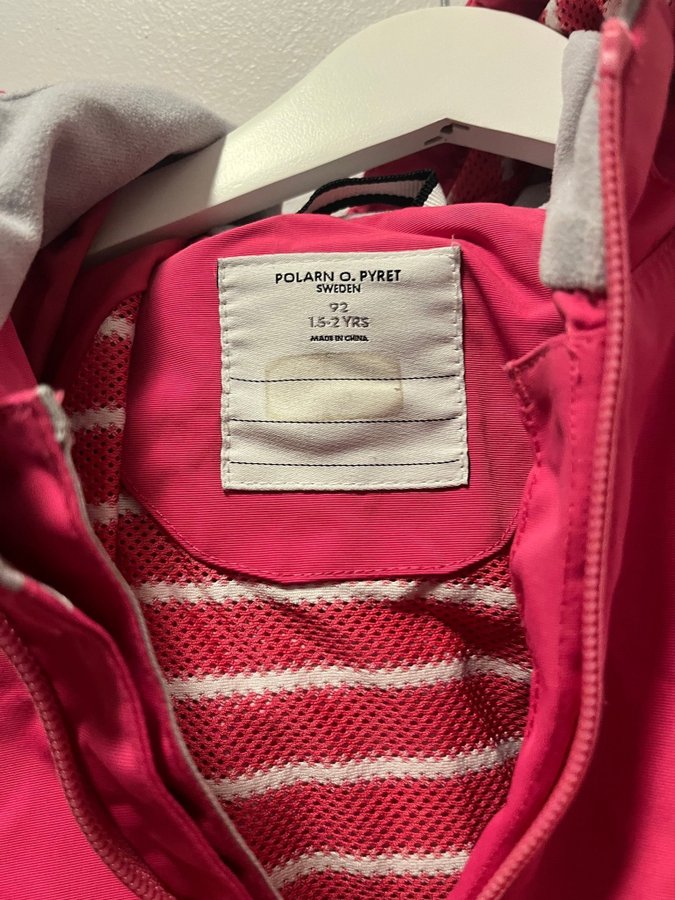 POLARN O. PYRET
SWEDEN
92
1.5-2 YRS
MADE IN CHINA